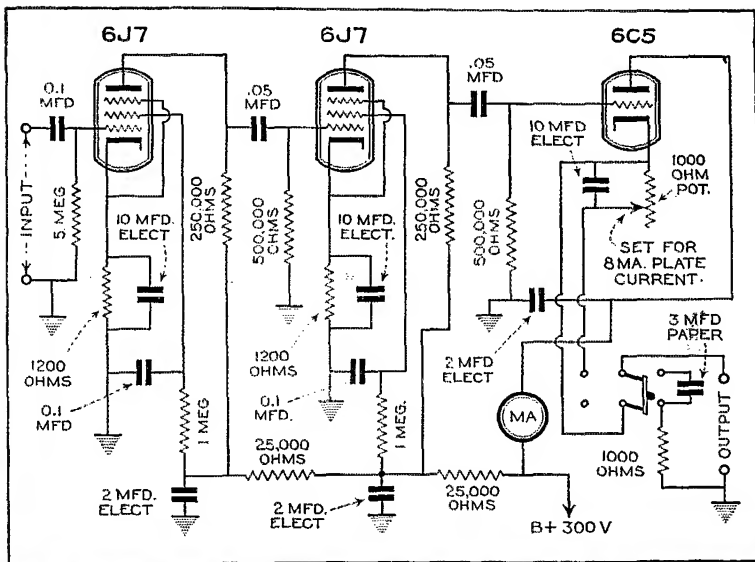 6J7
6J7
6C5
0.1
MFD
.05
MFD
.05
MFD
INPUT
.5 MEG
250,000
OHMS
500,000
OHMS
10 MFD.
ELECT
10 MFD.
ELECT.
250,000
OHMS
500,000
OHMS
10 MFD
ELECT
1000
OHM
POT.
SET FOR
8 MA. PLATE
CURRENT.
1200
OHMS
0.1
MFD
1 MEG
1200
OHMS
0.1
MFD.
1 MEG.
2 MFD
ELECT
3 MFD
PAPER
MA
1000
OHMS
OUTPUT
25,000
OHMS
25,000
OHMS
2 MFD.
ELECT
2 MFD.
ELECT
B+ 300 V